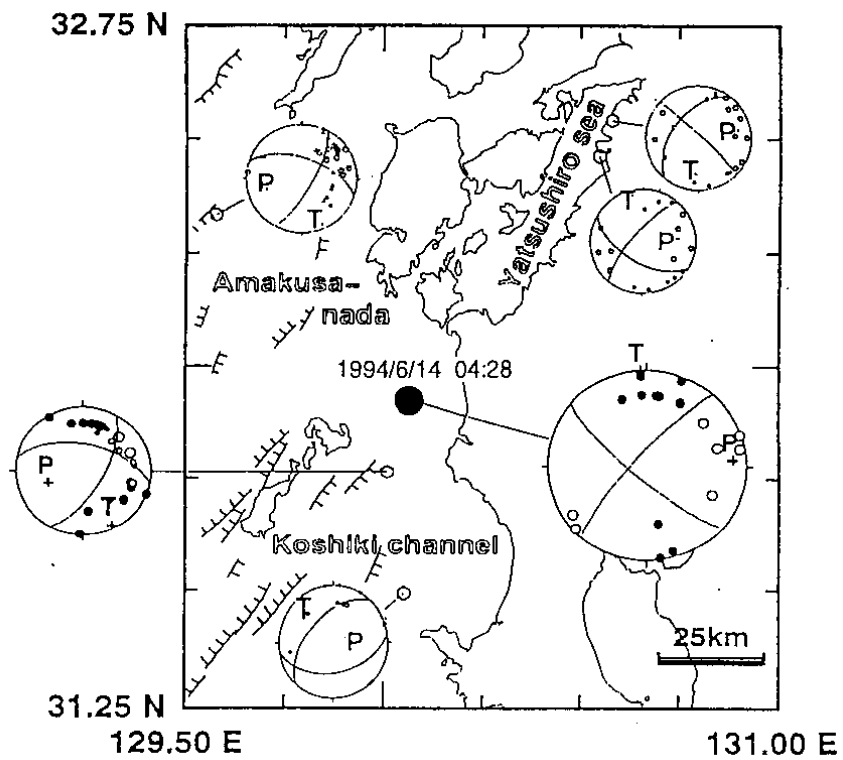 32.75 N
Yatsushiro sea
P
T
P
T
T
P
Amakusa-
nada
1994/6/14 04:28
T
P
P
T
Koshiki channel
T
P
25km
31.25 N
129.50 E
131.00 E